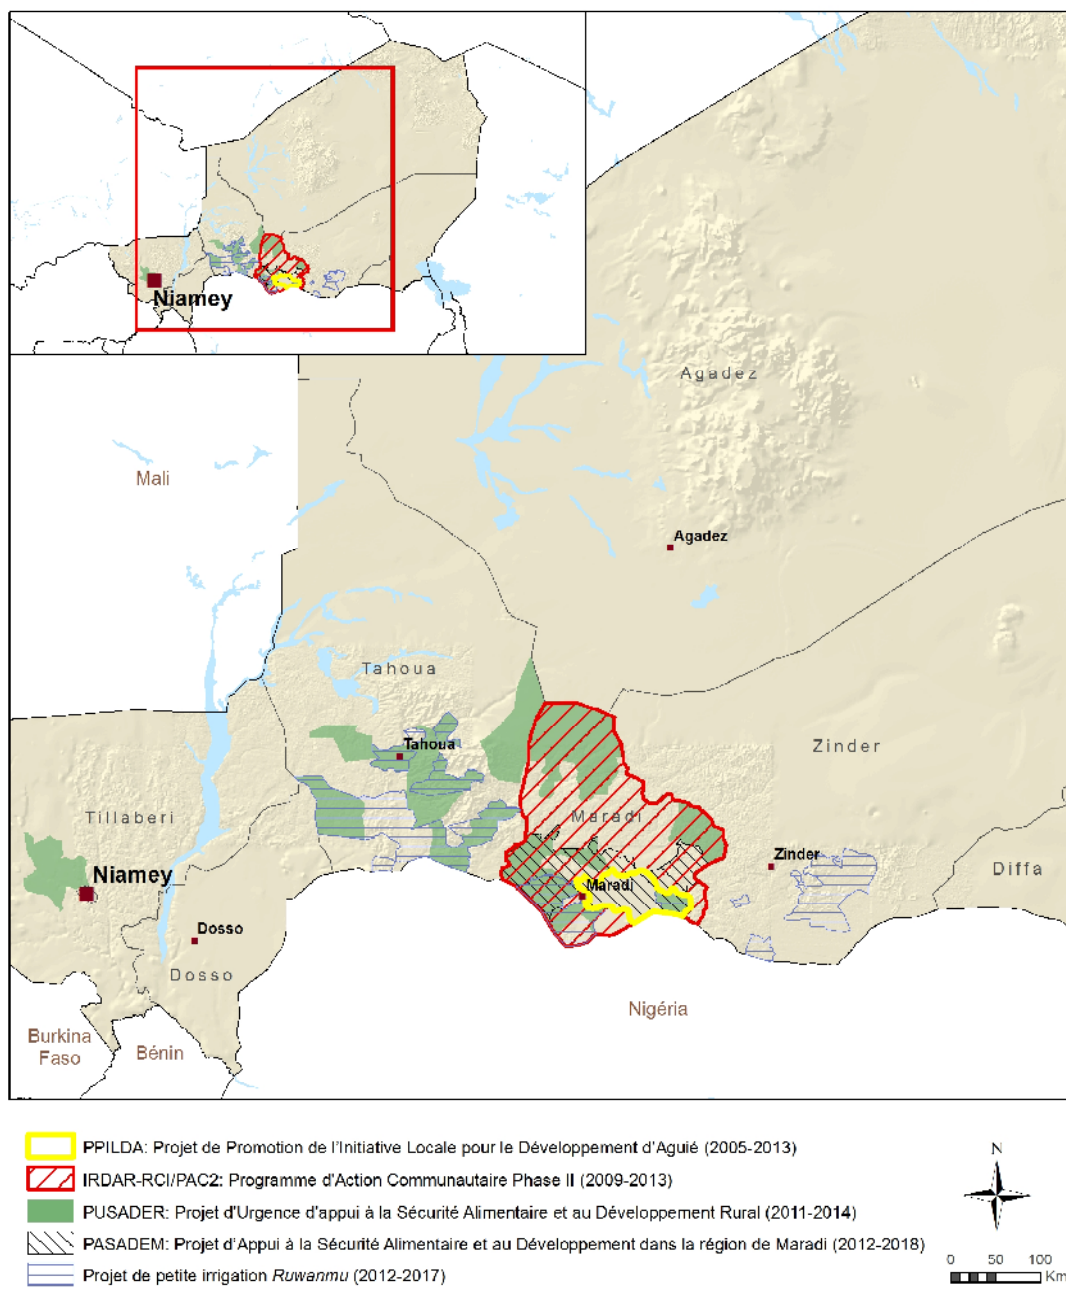 Niamey
Agadez
Mali
Agadez
Tahoua
Tahoua
Zinder
Tillaberi
Maradi
Zinder
Diffa
Niamey
Maradi
Dosso
Dosso
Nigéria
Burkina
Faso
Bénin
PPILDA: Projet de Promotion de l'Initiative Locale pour le Développement d'Aguié (2005-2013)
N
IRDAR-RCI/PAC2: Programme d'Action Communautaire Phase II (2009-2013)
PUSADER: Projet d'Urgence d'appui à la Sécurité Alimentaire et au Développement Rural (2011-2014)
PASADEM: Projet d'Appui à la Sécurité Alimentaire et au Développement dans la région de Maradi (2012-2018)
Projet de petite irrigation Ruwanmu (2012-2017)
0 50 100
Km